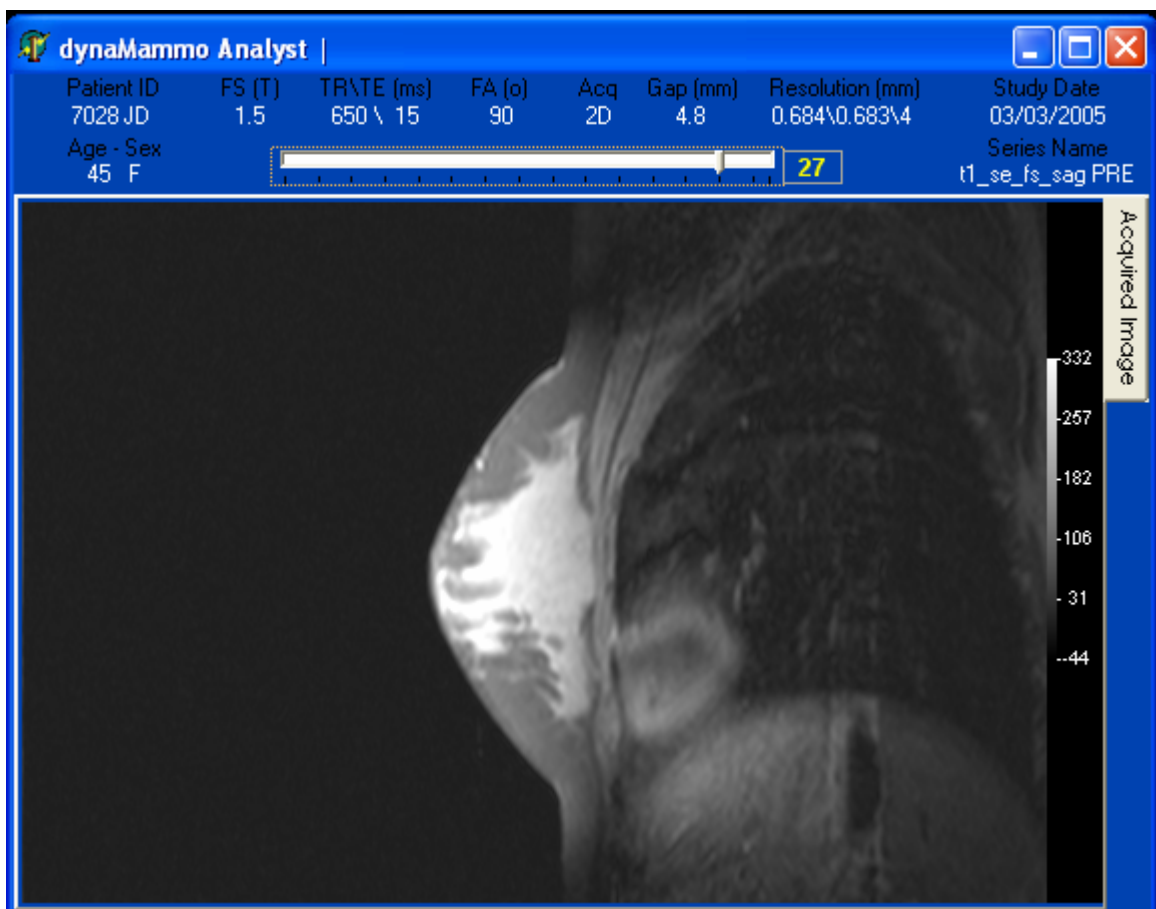 dynaMammo Analyst |
Patient ID FS (T) TR\TE (ms) FA (o) Acq Gap (mm) Resolution (mm) Study Date
7028 JD 1.5 650 \ 15 90 2D 4.8 0.684\0.683\4 03/03/2005
Age - Sex Series Name
45 F 27 t1_se_fs_sag PRE
Acquired Image
-332
-257
-182
-106
- 31
--44